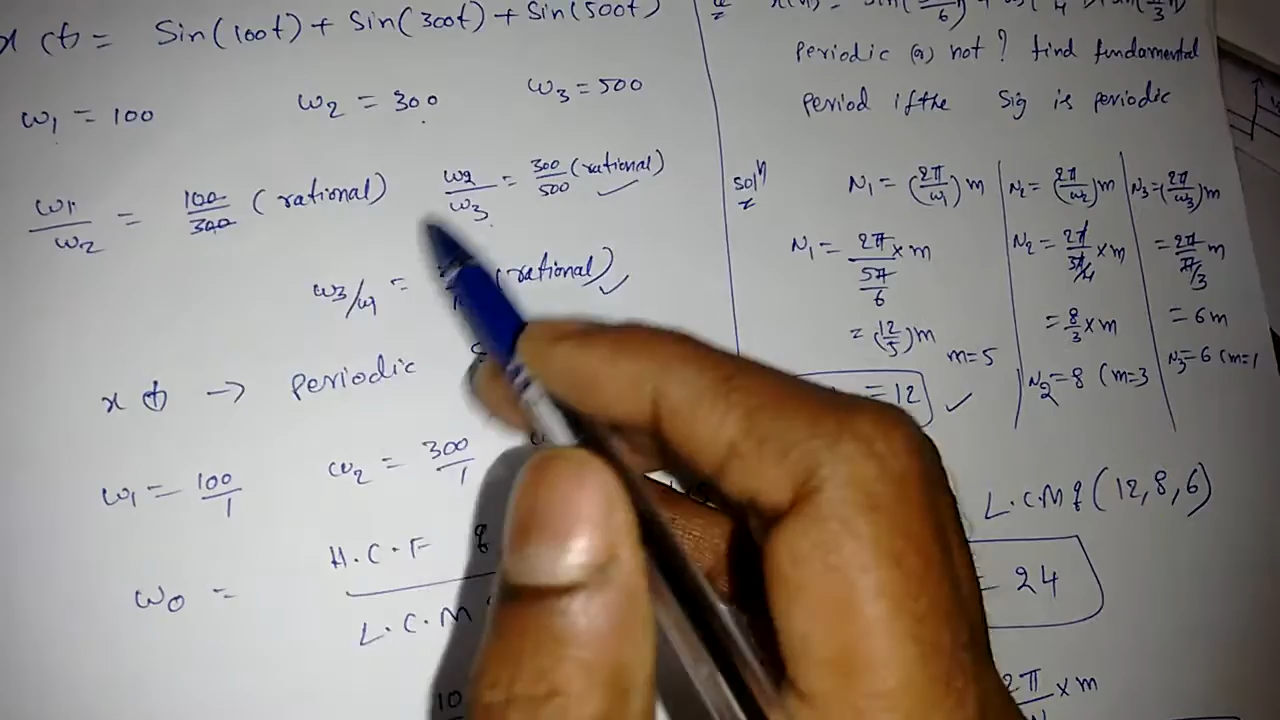 x(t) = Sin(100t) + Sin(300t) + Sin(500t)
ω1 = 100 ω2 = 300 ω3 = 500
ω1/ω2 = 100/300 (rational) ω2/ω3 = 300/500 (rational) ✓
ω3/ω1 = (rational) ✓
x(t) → periodic
ω1 = 100/1 ω2 = 300/1
ω0 = H.C.F / L.C.M
10
Periodic (or) not? find fundamental
Period if the Sig is periodic
solⁿ N1 = (2π/ω1)m N2 = (2π/ω2)m N3 = (2π/ω3)m
N1 = 2π/(5π/6) × m N2 = 2π/(3π/4) × m = 2π/(π/3) m
= (12/5)m m=5 = 8/3 × m = 6m
= 12 ✓ N2 = 8 (m=3 N3 = 6 (m=1
L.C.M of (12, 8, 6)
= 24
2π × m